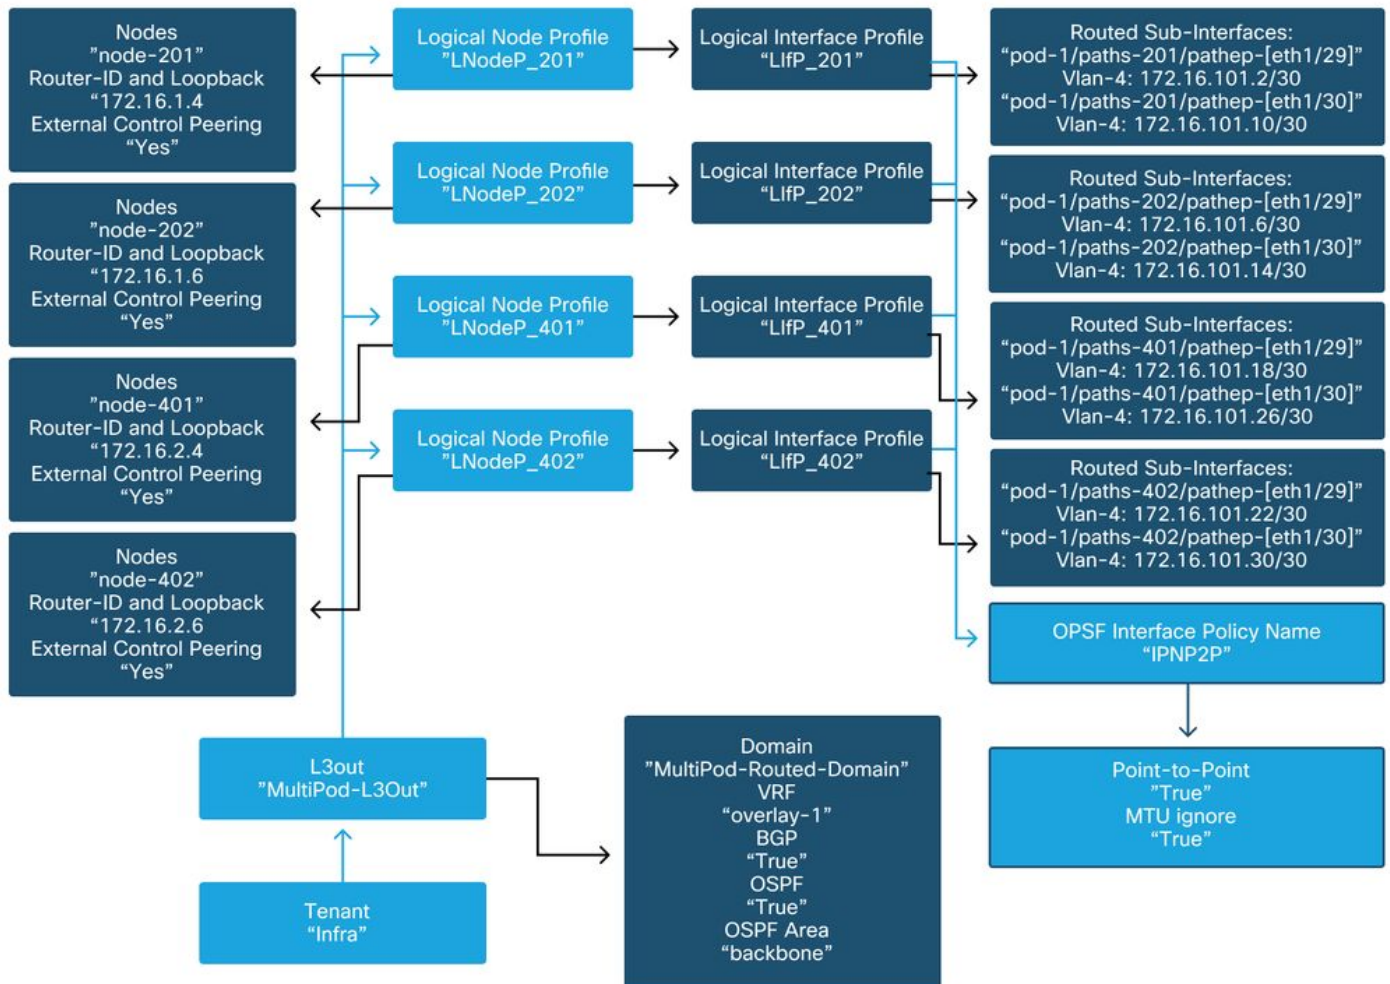 Nodes
"node-201"
Router-ID and Loopback
“172.16.1.4
External Control Peering
“Yes”
Nodes
"node-202"
Router-ID and Loopback
“172.16.1.6
External Control Peering
"Yes”
Nodes
"node-401"
Router-ID and Loopback
“172.16.2.4
External Control Peering
“Yes”
Nodes
"node-402"
Router-ID and Loopback
“172.16.2.6
External Control Peering
“Yes”
Logical Node Profile
"LNodeP_201”
Logical Node Profile
"LNodeP_202”
Logical Node Profile
"LNodeP_401”
Logical Node Profile
"LNodeP_402”
Logical Interface Profile
“LIfP_201”
Logical Interface Profile
“LIfP_202”
Logical Interface Profile
“LIfP_401”
Logical Interface Profile
“LIfP_402”
Routed Sub-Interfaces:
“pod-1/paths-201/pathep-[eth1/29]”
Vlan-4: 172.16.101.2/30
“pod-1/paths-201/pathep-[eth1/30]”
Vlan-4: 172.16.101.10/30
Routed Sub-Interfaces:
“pod-1/paths-202/pathep-[eth1/29]”
Vlan-4: 172.16.101.6/30
“pod-1/paths-202/pathep-[eth1/30]”
Vlan-4: 172.16.101.14/30
Routed Sub-Interfaces:
“pod-1/paths-401/pathep-[eth1/29]”
Vlan-4: 172.16.101.18/30
“pod-1/paths-401/pathep-[eth1/30]”
Vlan-4: 172.16.101.26/30
Routed Sub-Interfaces:
“pod-1/paths-402/pathep-[eth1/29]”
Vlan-4: 172.16.101.22/30
“pod-1/paths-402/pathep-[eth1/30]”
Vlan-4: 172.16.101.30/30
OPSF Interface Policy Name
“IPNP2P”
Point-to-Point
"True”
MTU ignore
“True”
L3out
"MultiPod-L3Out”
Tenant
“Infra”
Domain
"MultiPod-Routed-Domain”
VRF
“overlay-1”
BGP
“True”
OSPF
“True”
OSPF Area
“backbone”